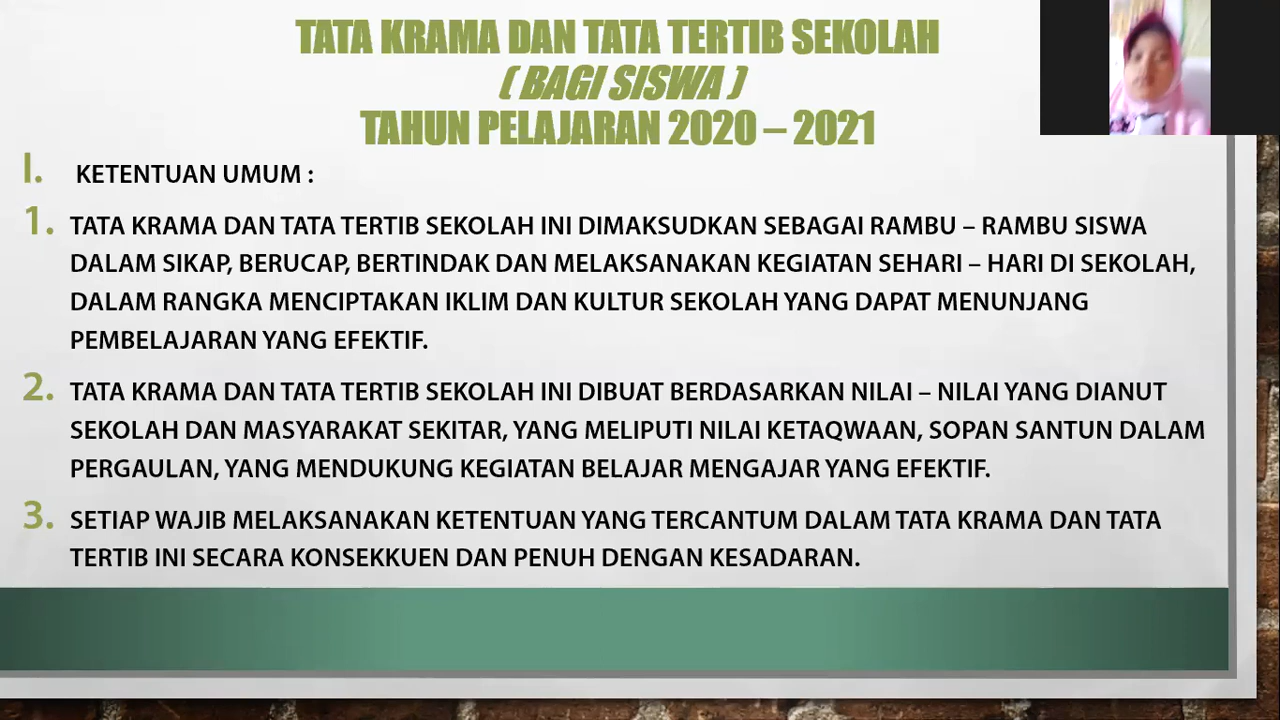 TATA KRAMA DAN TATA TERTIB SEKOLAH
( BAGI SISWA )
TAHUN PELAJARAN 2020 – 2021
I. KETENTUAN UMUM :
1. TATA KRAMA DAN TATA TERTIB SEKOLAH INI DIMAKSUDKAN SEBAGAI RAMBU – RAMBU SISWA
DALAM SIKAP, BERUCAP, BERTINDAK DAN MELAKSANAKAN KEGIATAN SEHARI – HARI DI SEKOLAH,
DALAM RANGKA MENCIPTAKAN IKLIM DAN KULTUR SEKOLAH YANG DAPAT MENUNJANG
PEMBELAJARAN YANG EFEKTIF.
2. TATA KRAMA DAN TATA TERTIB SEKOLAH INI DIBUAT BERDASARKAN NILAI – NILAI YANG DIANUT
SEKOLAH DAN MASYARAKAT SEKITAR, YANG MELIPUTI NILAI KETAQWAAN, SOPAN SANTUN DALAM
PERGAULAN, YANG MENDUKUNG KEGIATAN BELAJAR MENGAJAR YANG EFEKTIF.
3. SETIAP WAJIB MELAKSANAKAN KETENTUAN YANG TERCANTUM DALAM TATA KRAMA DAN TATA
TERTIB INI SECARA KONSEKKUEN DAN PENUH DENGAN KESADARAN.